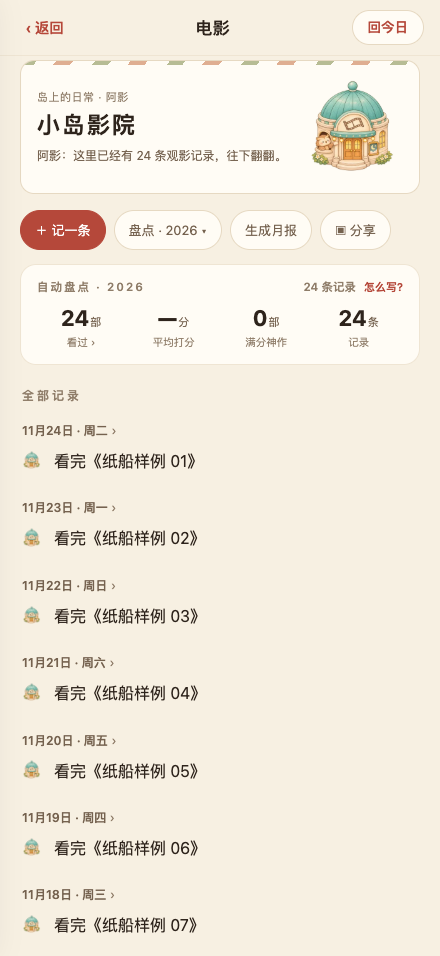 ‹ 返回
电影
回今日
岛上的日常 · 阿影
小岛影院
阿影：这里已经有 24 条观影记录，往下翻翻。
＋ 记一条
盘点 · 2026 ▾
生成月报
▣ 分享
自动盘点 · 2026
24 条记录 怎么写?
24部
一分
0部
24条
看过 ›
平均打分
满分神作
记录
全部记录
11月24日 · 周二 ›
看完《纸船样例 01》
11月23日 · 周一 ›
看完《纸船样例 02》
11月22日 · 周日 ›
看完《纸船样例 03》
11月21日 · 周六 ›
看完《纸船样例 04》
11月20日 · 周五 ›
看完《纸船样例 05》
11月19日 · 周四 ›
看完《纸船样例 06》
11月18日 · 周三 ›
看完《纸船样例 07》